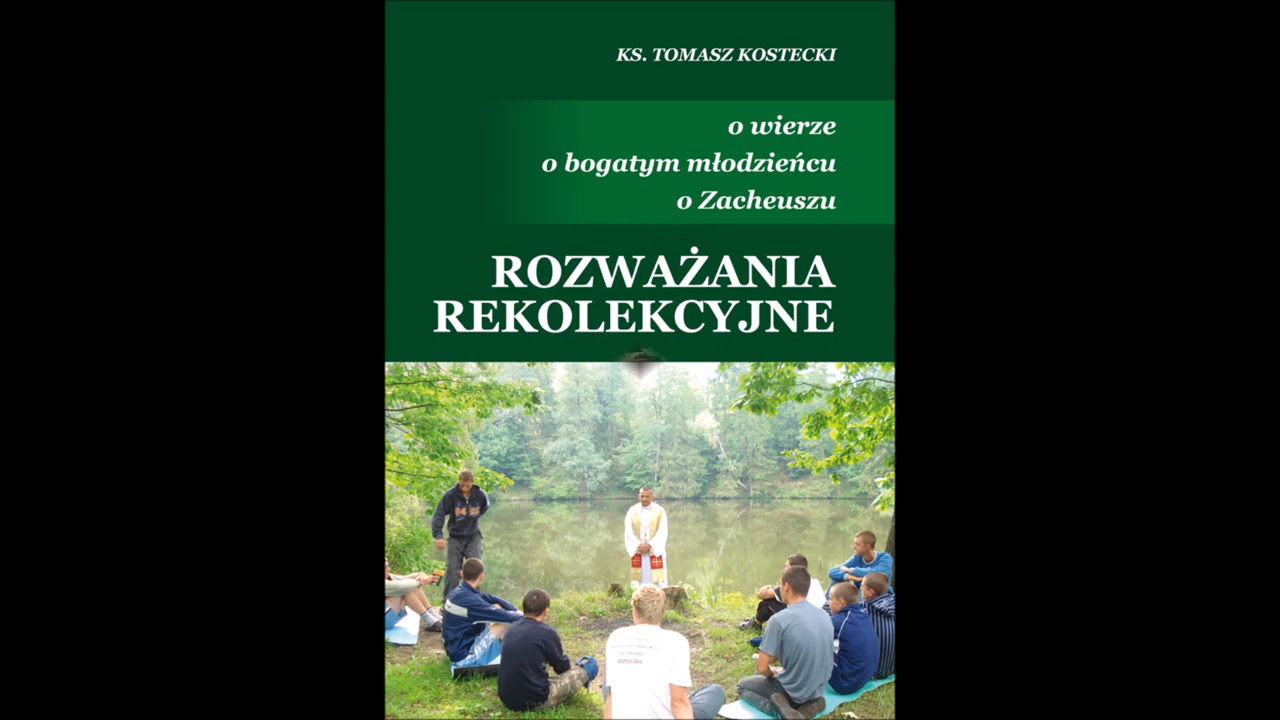 KS. TOMASZ KOSTECKI
o wierze
o bogatym młodzieńcu
o Zacheuszu
ROZWAŻANIA
REKOLEKCYJNE